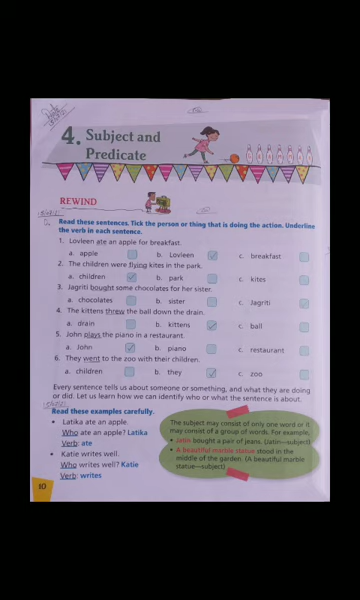 4. Subject and
Predicate
REWIND
Read these sentences. Tick the person or thing that is doing the action. Underline
the verb in each sentence.
1. Lovleen ate an apple for breakfast.
a. apple b. Lovleen c. breakfast
2. The children were flying kites in the park.
a. children b. park c. kites
3. Jagriti bought some chocolates for her sister.
a. chocolates b. sister c. Jagriti
4. The kittens threw the ball down the drain.
a. drain b. kittens c. ball
5. John plays the piano in a restaurant.
a. John b. piano c. restaurant
6. They went to the zoo with their children.
a. children b. they c. zoo
Every sentence tells us about someone or something, and what they are doing
or did. Let us learn how we can identify who or what the sentence is about.
Read these examples carefully.
• Latika ate an apple.
Who ate an apple? Latika
Verb: ate
• Katie writes well.
Who writes well? Katie
Verb: writes
The subject may consist of only one word or it
may consist of a group of words. For example,
• Jatin bought a pair of jeans. (Jatin—subject)
• A beautiful marble statue stood in the
middle of the garden. (A beautiful marble
statue—subject)
10